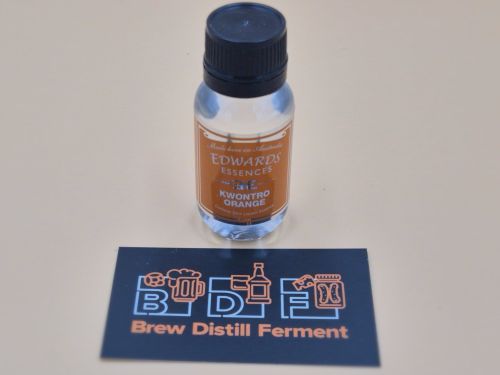 Made here in Australia
EDWARDS
ESSENCES
KWONTRO
ORANGE
B D F
Brew Distill Ferment